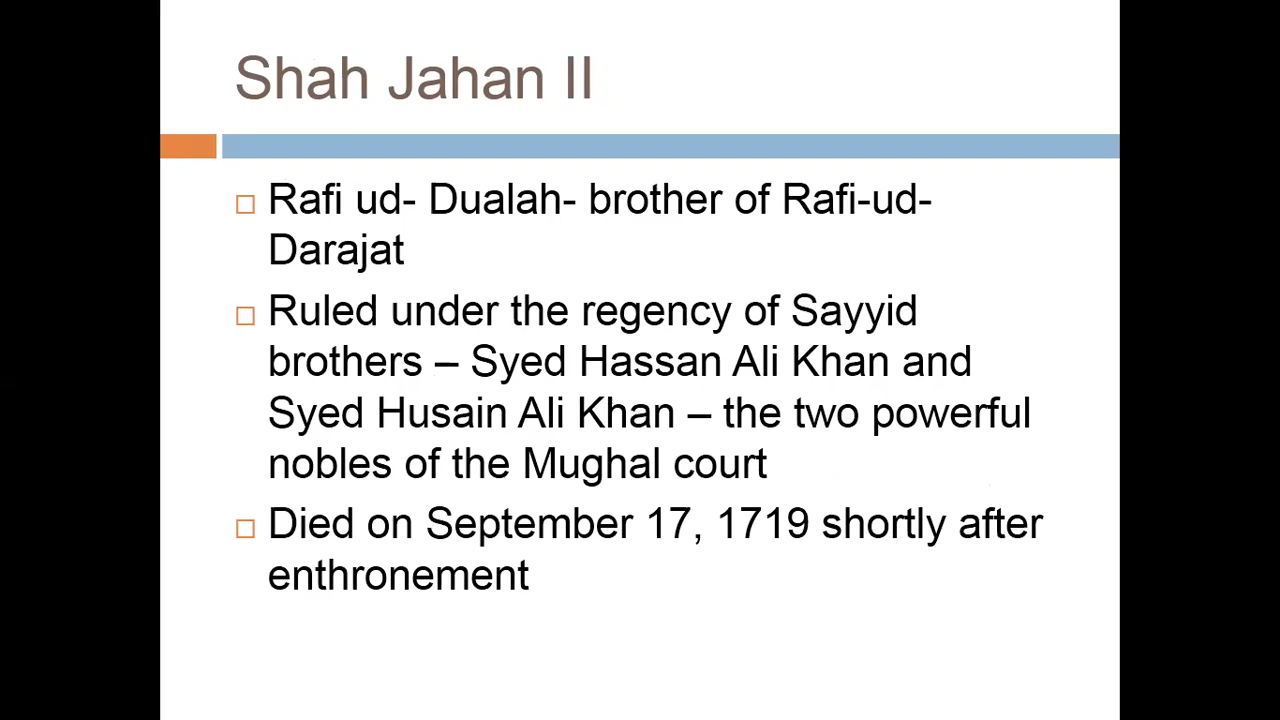 Shah Jahan II
Rafi ud- Dualah- brother of Rafi-ud-
Darajat
Ruled under the regency of Sayyid
brothers – Syed Hassan Ali Khan and
Syed Husain Ali Khan – the two powerful
nobles of the Mughal court
Died on September 17, 1719 shortly after
enthronement